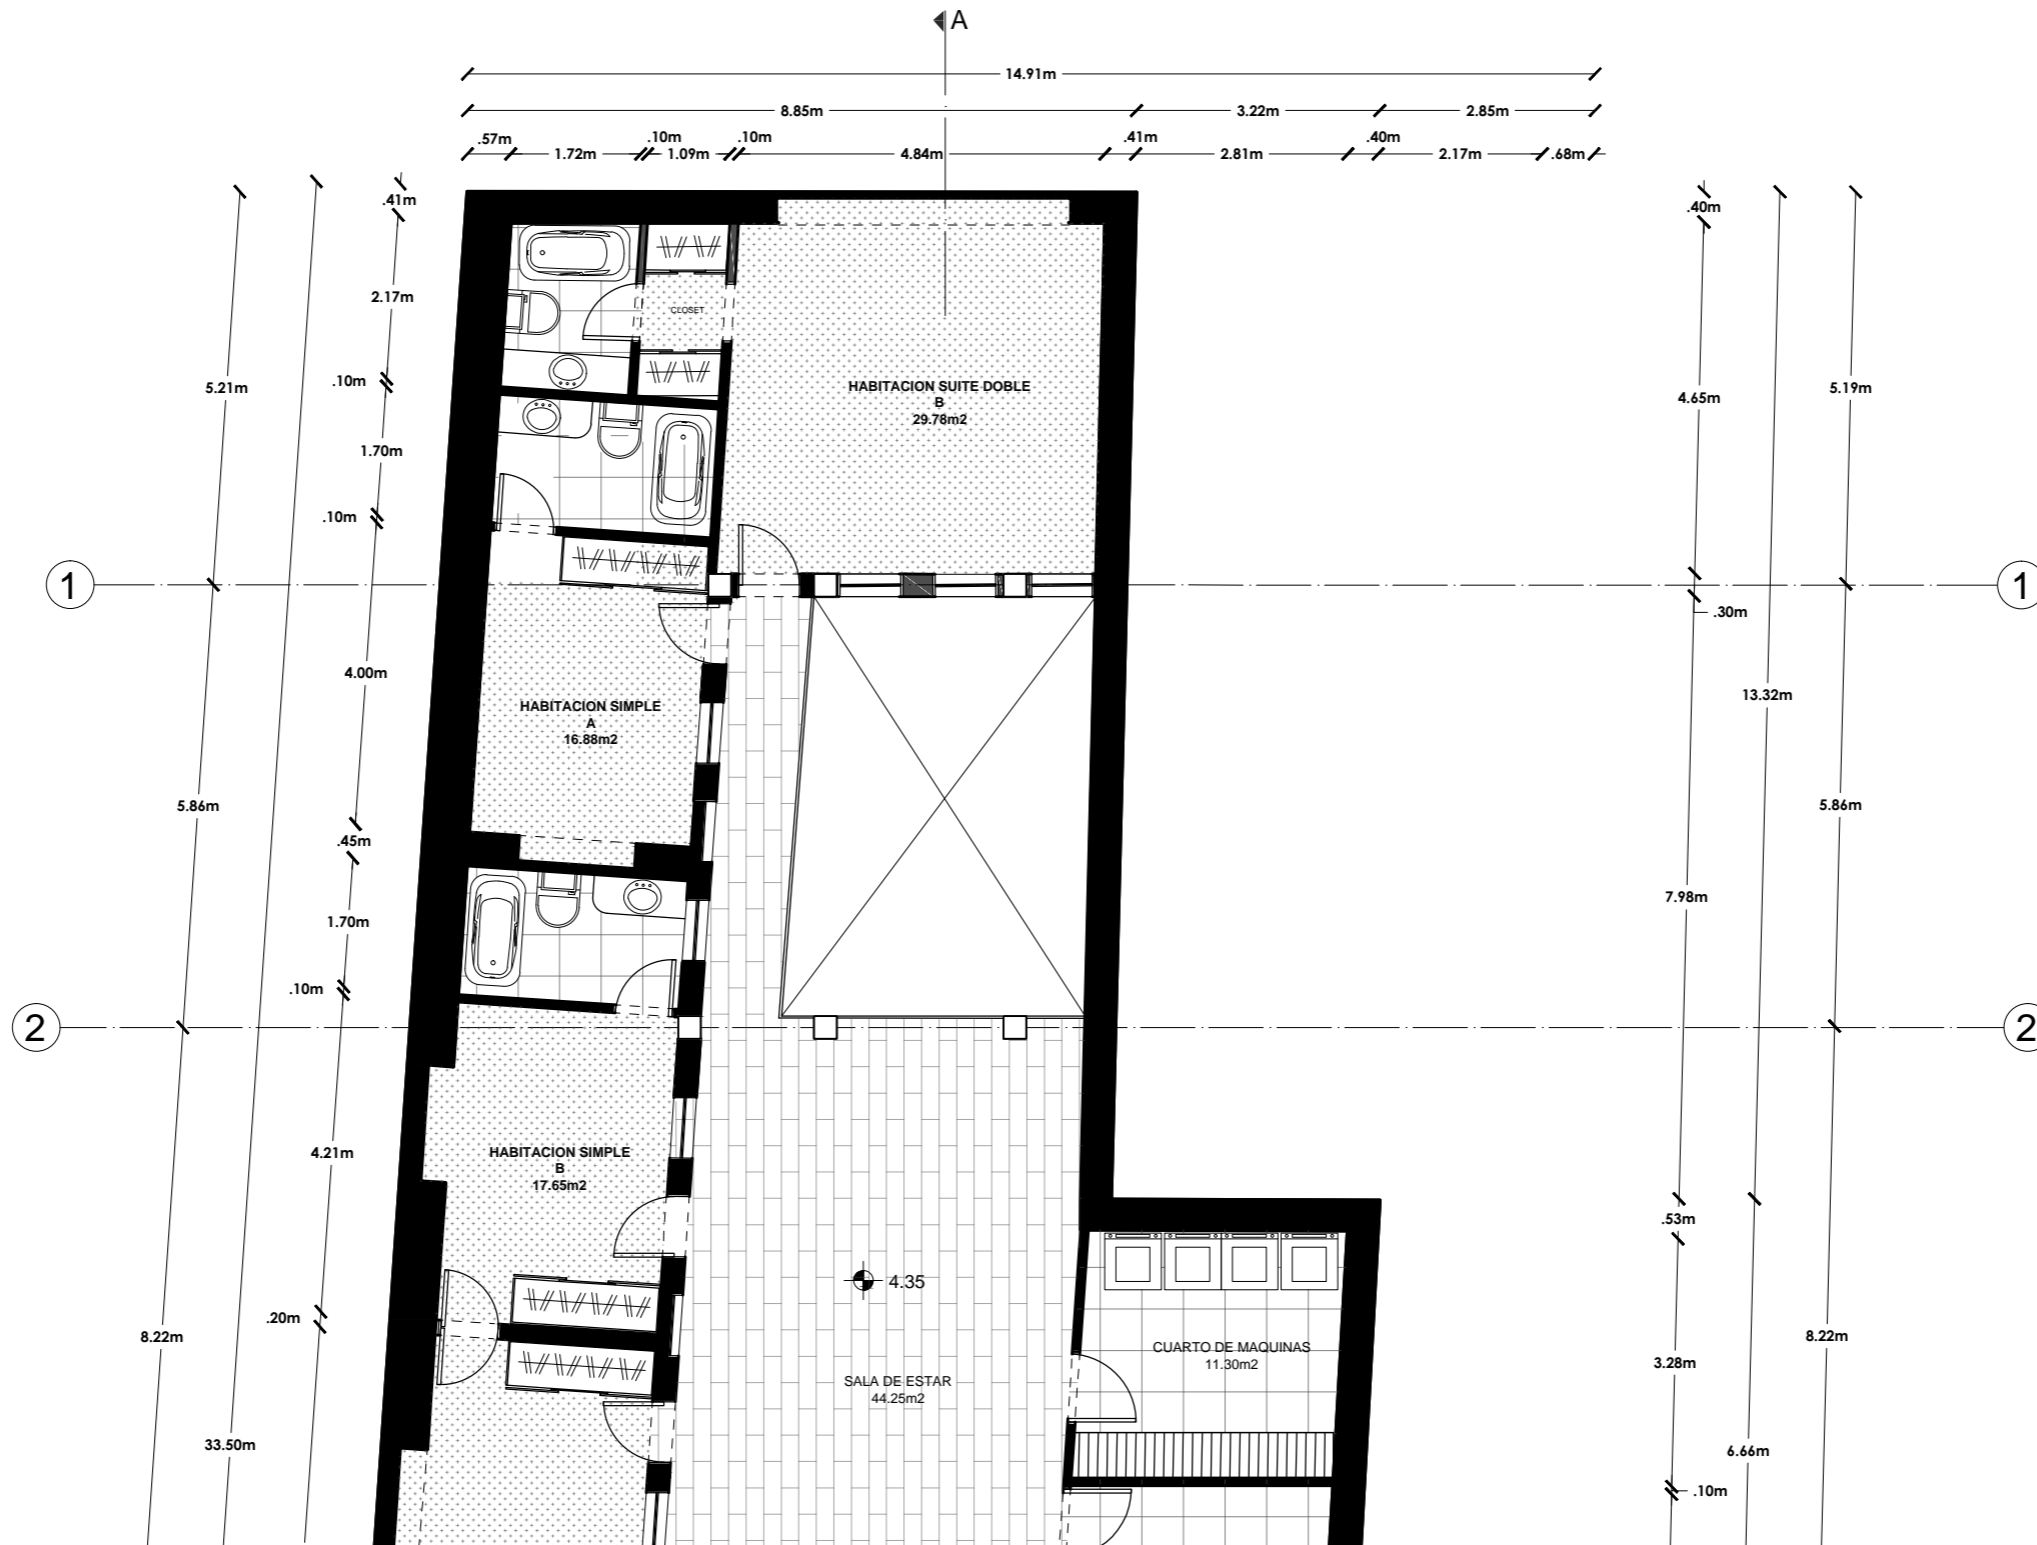 A
14.91m
8.85m
3.22m
2.85m
.57m
.10m
.10m
.41m
.40m
1.72m
1.09m
4.84m
2.81m
2.17m
.68m
.41m
.40m
2.17m
CLOSET
5.21m
.10m
HABITACION SUITE DOBLE
B
29.78m2
4.65m
5.19m
1.70m
.10m
1
1
.30m
4.00m
HABITACION SIMPLE
A
16.88m2
13.32m
5.86m
5.86m
.45m
7.98m
1.70m
.10m
2
2
4.21m
HABITACION SIMPLE
B
17.65m2
.53m
4.35
.20m
8.22m
8.22m
CUARTO DE MAQUINAS
11.30m2
3.28m
SALA DE ESTAR
44.25m2
33.50m
6.66m
.10m